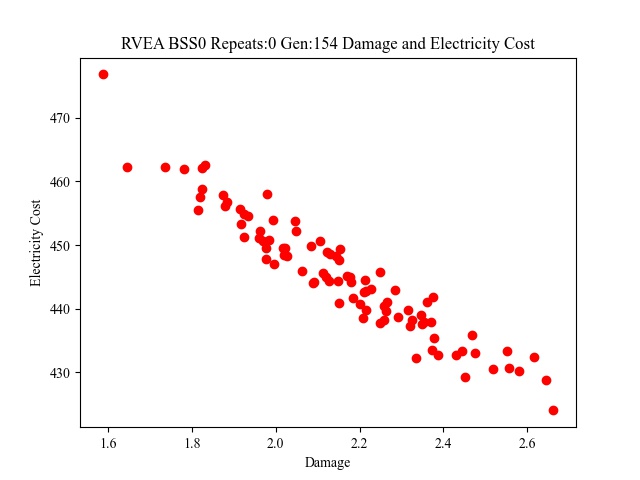 RVEA BSS0 Repeats:0 Gen:154 Damage and Electricity Cost
470
460
450
440
430
Electricity Cost
1.6 1.8 2.0 2.2 2.4 2.6
Damage